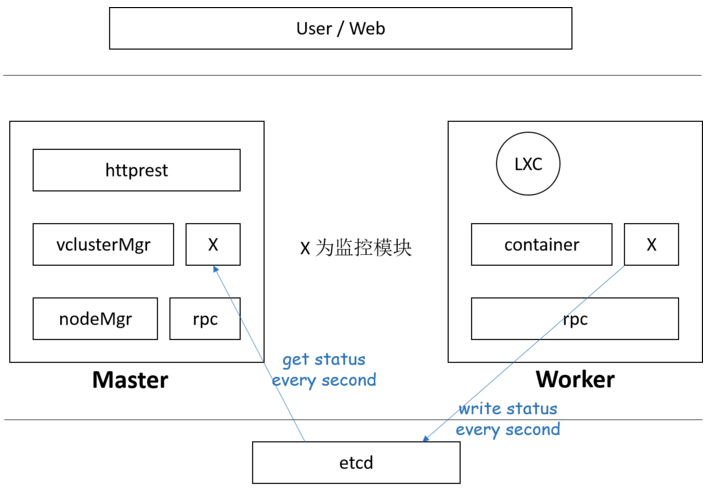 User / Web
httprest
vclusterMgr
X
nodeMgr
rpc
Master
X 为监控模块
LXC
container
X
rpc
Worker
get status
every second
write status
every second
etcd